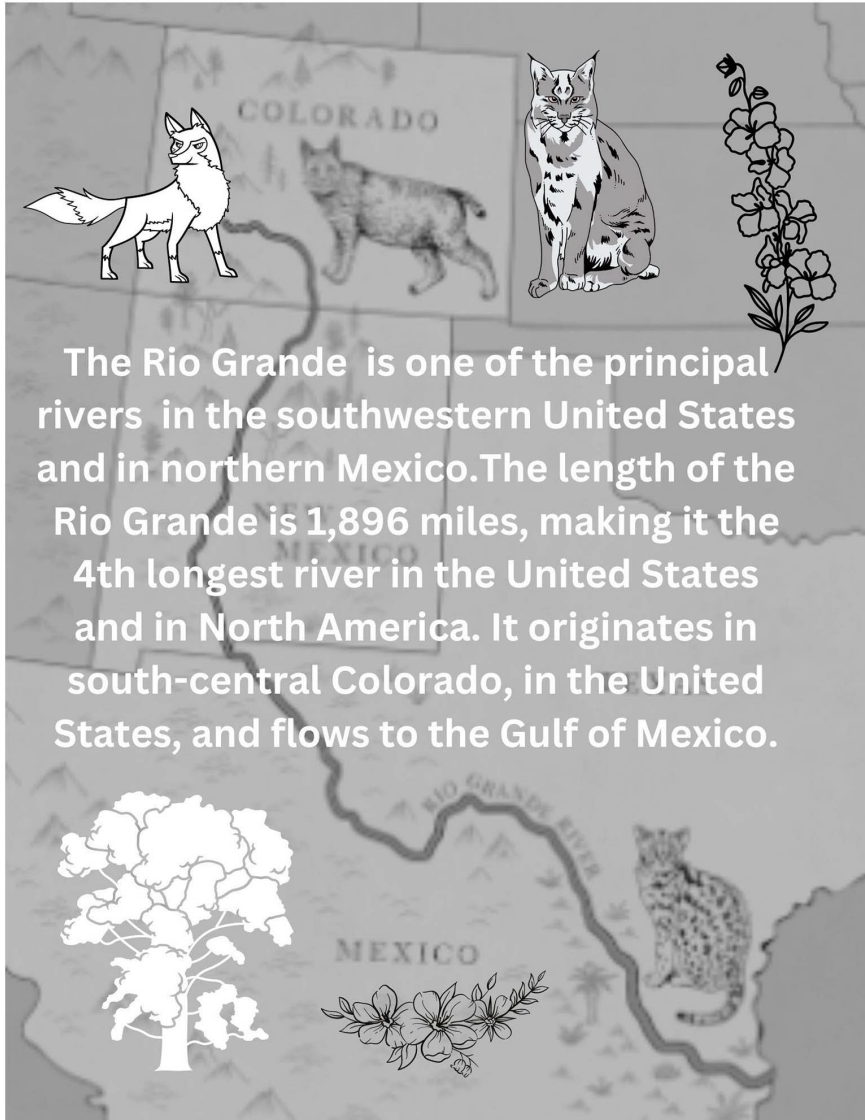 COLORADO
The Rio Grande  is one of the principal
rivers  in the southwestern United States
and in northern Mexico.The length of the
Rio Grande is 1,896 miles, making it the
NEW
MEXICO
4th longest river in the United States
and in North America. It originates in
south-central Colorado, in the United
TEXAS
States, and flows to the Gulf of Mexico.
RIO GRANDE RIVER
MEXICO